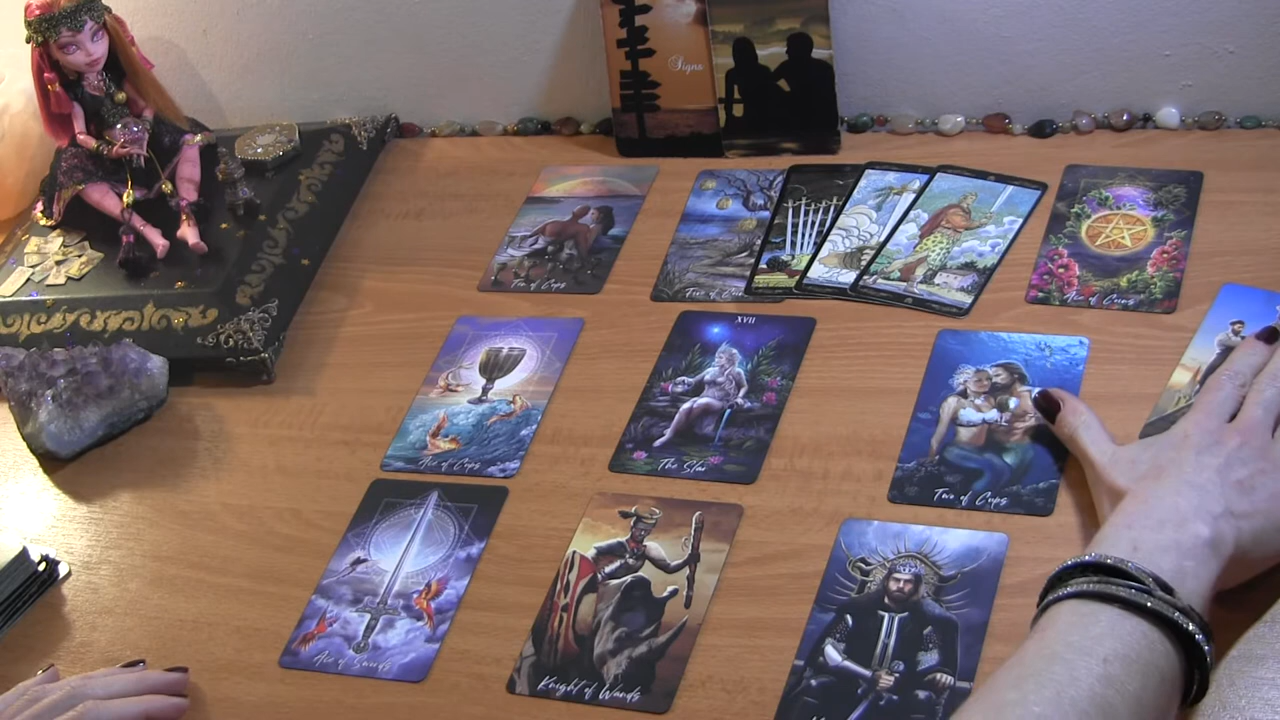 Signs
Ten of Cups
Ace of Coins
XVII
Ace of Cups
The Star
Two of Cups
Ace of Swords
Knight of Wands